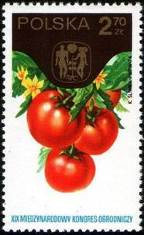 POLSKA 2.70
ZŁ
XIX MIĘDZYNARODOWY KONGRES OGRODNICZY